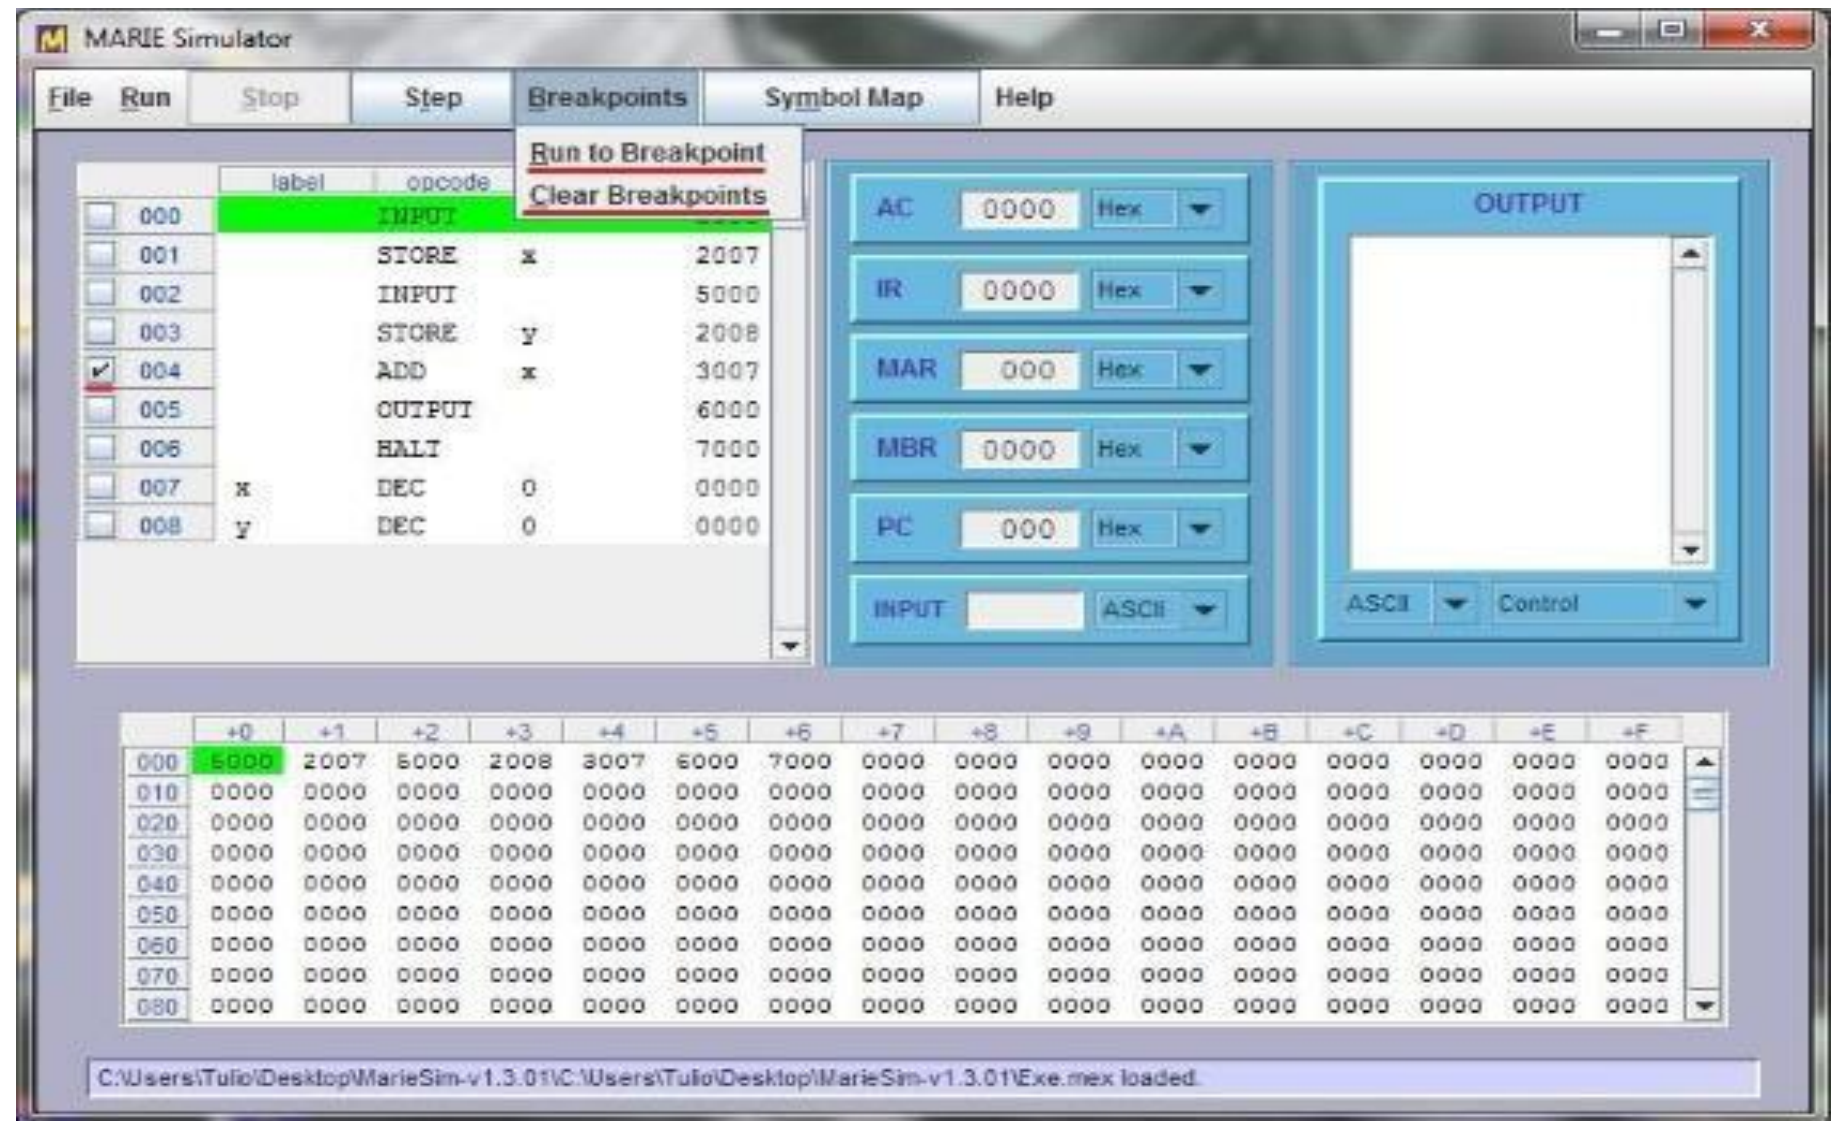 MARIE Simulator
File Run Stop Step Breakpoints Symbol Map Help
Run to Breakpoint
Clear Breakpoints
label opcode
000 INPUT
001 STORE x 2007
002 INPUT 5000
003 STORE y 2008
004 ADD x 3007
005 OUTPUT 6000
006 HALT 7000
007 x DEC 0 0000
008 y DEC 0 0000
AC 0000 Hex
IR 0000 Hex
MAR 000 Hex
MBR 0000 Hex
PC 000 Hex
INPUT ASCII
OUTPUT
ASCII Control
+0 +1 +2 +3 +4 +5 +6 +7 +8 +9 +A +B +C +D +E +F
000 5000 2007 5000 2008 3007 6000 7000 0000 0000 0000 0000 0000 0000 0000 0000 0000
010 0000 0000 0000 0000 0000 0000 0000 0000 0000 0000 0000 0000 0000 0000 0000 0000
020 0000 0000 0000 0000 0000 0000 0000 0000 0000 0000 0000 0000 0000 0000 0000 0000
030 0000 0000 0000 0000 0000 0000 0000 0000 0000 0000 0000 0000 0000 0000 0000 0000
040 0000 0000 0000 0000 0000 0000 0000 0000 0000 0000 0000 0000 0000 0000 0000 0000
050 0000 0000 0000 0000 0000 0000 0000 0000 0000 0000 0000 0000 0000 0000 0000 0000
060 0000 0000 0000 0000 0000 0000 0000 0000 0000 0000 0000 0000 0000 0000 0000 0000
070 0000 0000 0000 0000 0000 0000 0000 0000 0000 0000 0000 0000 0000 0000 0000 0000
080 0000 0000 0000 0000 0000 0000 0000 0000 0000 0000 0000 0000 0000 0000 0000 0000
C:\Users\Tulio\Desktop\MarieSim-v1.3.01\C:\Users\Tulio\Desktop\MarieSim-v1.3.01\Exe.mex loaded.